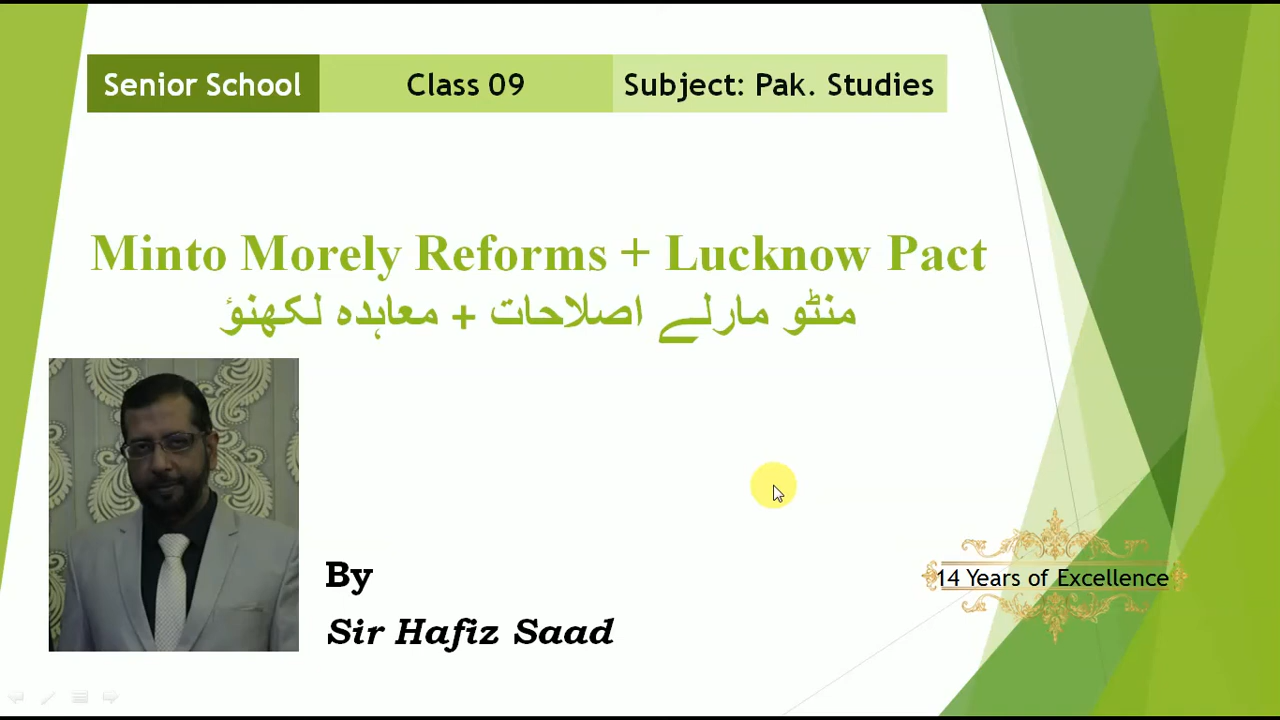 Senior School Class 09 Subject: Pak. Studies
Minto Morely Reforms + Lucknow Pact
منٹو مارلے اصلاحات + معاہدہ لکھنؤ
By
Sir Hafiz Saad
14 Years of Excellence